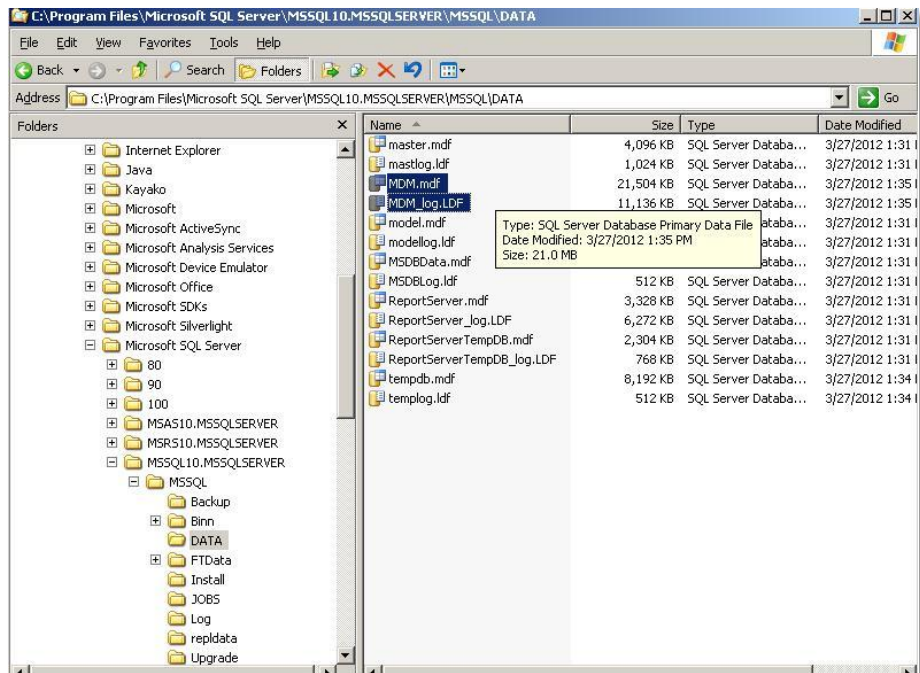 C:\Program Files\Microsoft SQL Server\MSSQL10.MSSQLSERVER\MSSQL\DATA
File Edit View Favorites Tools Help
Back Search Folders
Address C:\Program Files\Microsoft SQL Server\MSSQL10.MSSQLSERVER\MSSQL\DATA Go
Folders
Internet Explorer
Java
Kayako
Microsoft
Microsoft ActiveSync
Microsoft Analysis Services
Microsoft Device Emulator
Microsoft Office
Microsoft SDKs
Microsoft Silverlight
Microsoft SQL Server
80
90
100
MSAS10.MSSQLSERVER
MSRS10.MSSQLSERVER
MSSQL10.MSSQLSERVER
MSSQL
Backup
Binn
DATA
FTData
Install
JOBS
Log
repldata
Upgrade
Name Size Type Date Modified
master.mdf 4,096 KB SQL Server Databa... 3/27/2012 1:31
mastlog.ldf 1,024 KB SQL Server Databa... 3/27/2012 1:31
MDM.mdf 21,504 KB SQL Server Databa... 3/27/2012 1:35
MDM_log.LDF 11,136 KB SQL Server Databa... 3/27/2012 1:35
model.mdf ataba... 3/27/2012 1:31
modellog.ldf ataba... 3/27/2012 1:31
MSDBData.mdf ataba... 3/27/2012 1:31
MSDBLog.ldf 512 KB SQL Server Databa... 3/27/2012 1:31
ReportServer.mdf 3,328 KB SQL Server Databa... 3/27/2012 1:31
ReportServer_log.LDF 6,272 KB SQL Server Databa... 3/27/2012 1:31
ReportServerTempDB.mdf 2,304 KB SQL Server Databa... 3/27/2012 1:31
ReportServerTempDB_log.LDF 768 KB SQL Server Databa... 3/27/2012 1:31
tempdb.mdf 8,192 KB SQL Server Databa... 3/27/2012 1:34
templog.ldf 512 KB SQL Server Databa... 3/27/2012 1:34
Type: SQL Server Database Primary Data File
Date Modified: 3/27/2012 1:35 PM
Size: 21.0 MB